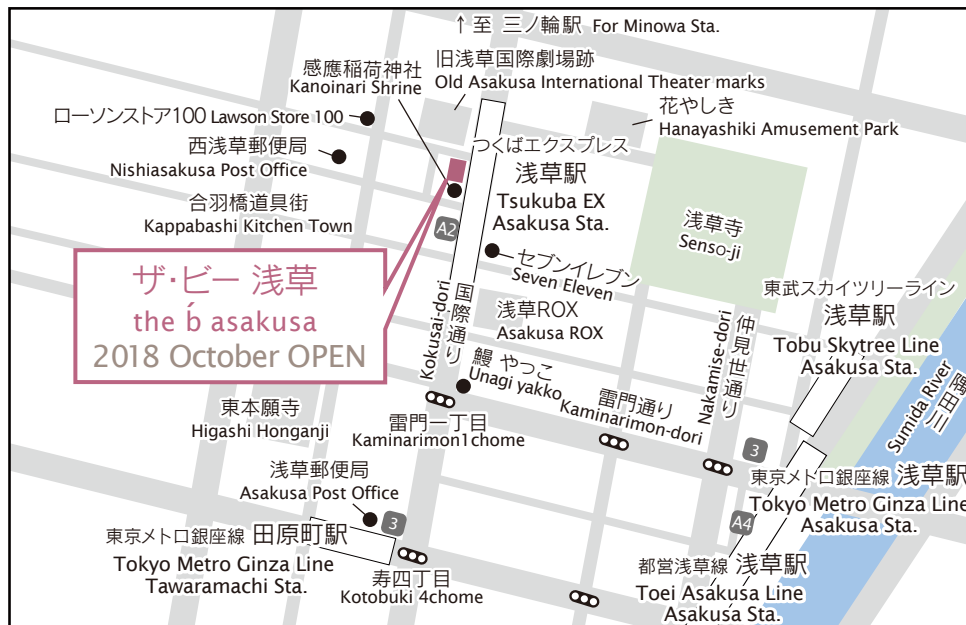 ↑至 三ノ輪駅 For Minowa Sta.
感應稲荷神社
Kanoinari Shrine
旧浅草国際劇場跡
Old Asakusa International Theater marks
花やしき
Hanayashiki Amusement Park
ローソンストア100 Lawson Store 100
西浅草郵便局
Nishiasakusa Post Office
つくばエクスプレス
浅草駅
Tsukuba EX
Asakusa Sta.
合羽橋道具街
Kappabashi Kitchen Town
A2
浅草寺
Senso-ji
セブンイレブン
Seven Eleven
ザ・ビー 浅草
the b́ asakusa
2018 October OPEN
国際通り
Kokusai-dori
浅草ROX
Asakusa ROX
東武スカイツリーライン
浅草駅
Tobu Skytree Line
Asakusa Sta.
仲見世通り
Nakamise-dori
隅田川
Sumida River
鰻 やっこ
Unagi yakko
雷門通り
Kaminarimon-dori
東本願寺
Higashi Honganji
雷門一丁目
Kaminarimon1chome
3
浅草郵便局
Asakusa Post Office
東京メトロ銀座線 浅草駅
Tokyo Metro Ginza Line
Asakusa Sta.
3
A4
東京メトロ銀座線 田原町駅
Tokyo Metro Ginza Line
Tawaramachi Sta.
寿四丁目
Kotobuki 4chome
都営浅草線 浅草駅
Toei Asakusa Line
Asakusa Sta.